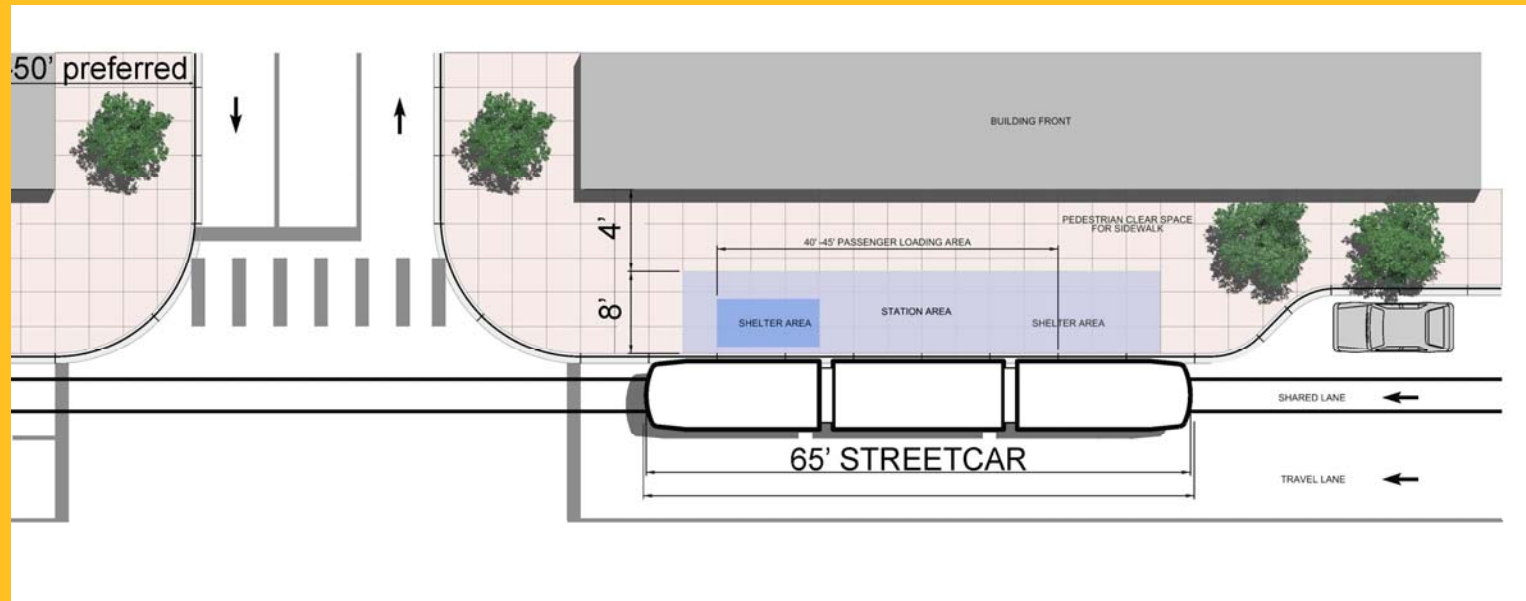 50' preferred
BUILDING FRONT
4'
PEDESTRIAN CLEAR SPACE
FOR SIDEWALK
40' -45' PASSENGER LOADING AREA
8'
SHELTER AREA
STATION AREA
SHELTER AREA
SHARED LANE
65' STREETCAR
TRAVEL LANE